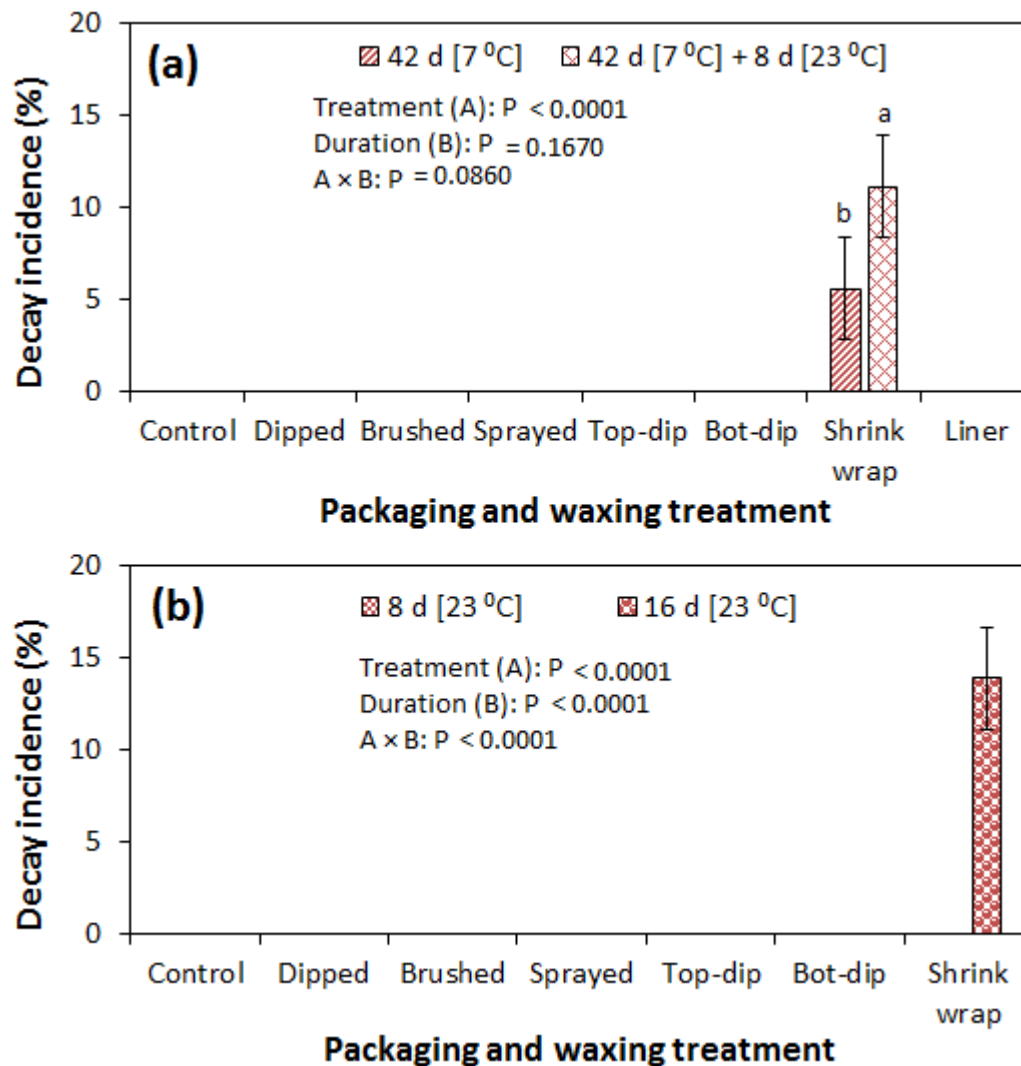 20
(a)
42 d [7 ⁰C]
42 d [7 ⁰C] + 8 d [23 ⁰C]
Treatment (A): P < 0.0001
Duration (B): P = 0.1670
A × B: P = 0.0860
a
b
15
10
5
0
Decay incidence (%)
Control Dipped Brushed Sprayed Top-dip Bot-dip Shrink wrap Liner
Packaging and waxing treatment
20
(b)
8 d [23 ⁰C]
16 d [23 ⁰C]
Treatment (A): P < 0.0001
Duration (B): P < 0.0001
A × B: P < 0.0001
15
10
5
0
Decay incidence (%)
Control Dipped Brushed Sprayed Top-dip Bot-dip Shrink wrap
Packaging and waxing treatment